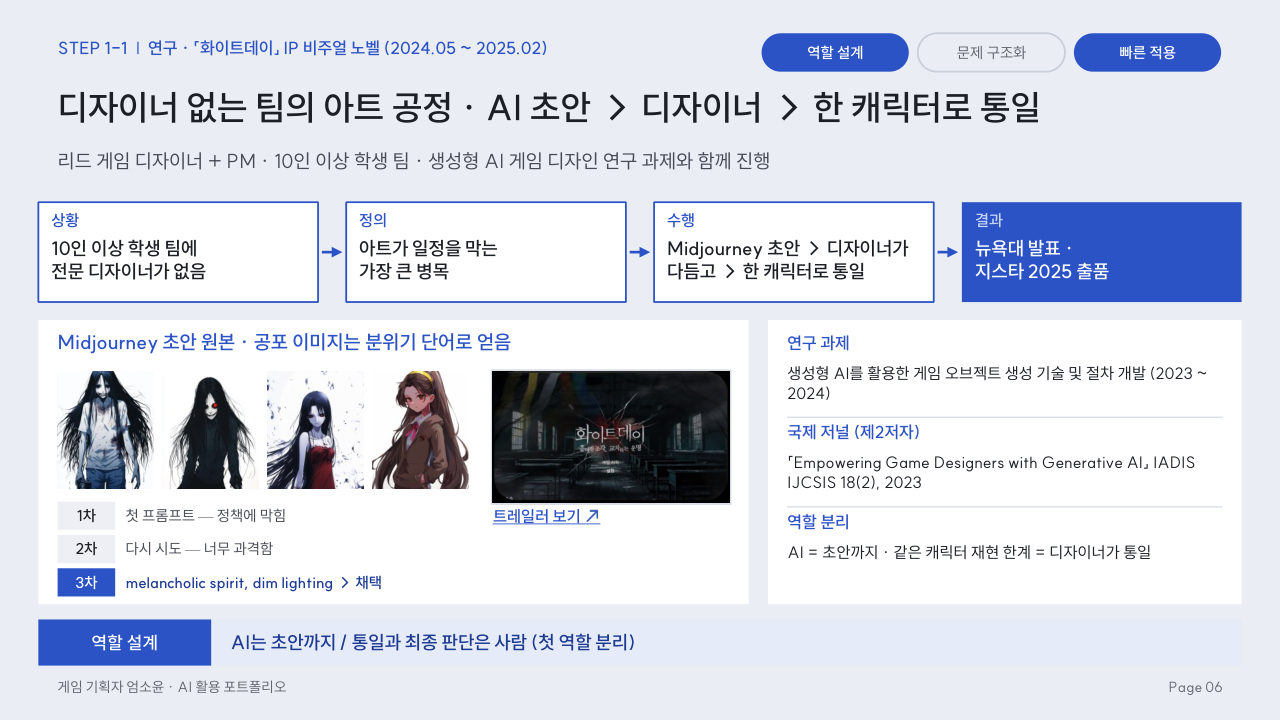 STEP 1-1 | 연구 · 「화이트데이」 IP 비주얼 노벨 (2024.05 ~ 2025.02)
역할 설계
문제 구조화
빠른 적용
디자이너 없는 팀의 아트 공정 · AI 초안 > 디자이너 > 한 캐릭터로 통일
리드 게임 디자이너 + PM · 10인 이상 학생 팀 · 생성형 AI 게임 디자인 연구 과제와 함께 진행
상황
10인 이상 학생 팀에
전문 디자이너가 없음
정의
아트가 일정을 막는
가장 큰 병목
수행
Midjourney 초안 > 디자이너가
다듬고 > 한 캐릭터로 통일
결과
뉴욕대 발표 ·
지스타 2025 출품
Midjourney 초안 원본 · 공포 이미지는 분위기 단어로 얻음
화이트데이
트레일러 보기 ↗
1차
첫 프롬프트 — 정책에 막힘
2차
다시 시도 — 너무 과격함
3차
melancholic spirit, dim lighting > 채택
연구 과제
생성형 AI를 활용한 게임 오브젝트 생성 기술 및 절차 개발 (2023 ~
2024)
국제 저널 (제2저자)
「Empowering Game Designers with Generative AI」 IADIS
IJCSIS 18(2), 2023
역할 분리
AI = 초안까지 · 같은 캐릭터 재현 한계 = 디자이너가 통일
역할 설계
AI는 초안까지 / 통일과 최종 판단은 사람 (첫 역할 분리)
게임 기획자 엄소윤 · AI 활용 포트폴리오
Page 06